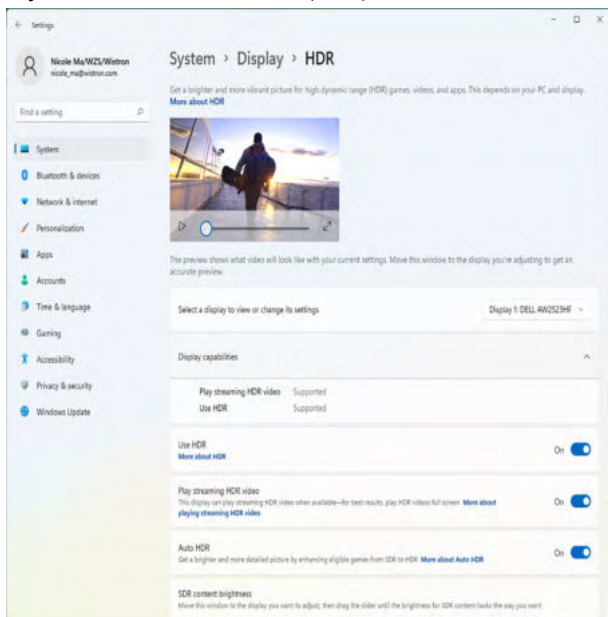 Settings
Nicole Ma/WZS/Wistron
nicole_ma@wistron.com
Find a setting
System
Bluetooth & devices
Network & internet
Personalization
Apps
Accounts
Time & language
Gaming
Accessibility
Privacy & security
Windows Update
System > Display > HDR
Get a brighter and more vibrant picture for high dynamic range (HDR) games, videos, and apps. This depends on your PC and display.
More about HDR
The preview shows what video will look like with your current settings. Move this window to the display you're adjusting to get an
accurate preview.
Select a display to view or change its settings
Display 1: DELL AW2523HF
Display capabilities
Play streaming HDR video Supported
Use HDR Supported
Use HDR
More about HDR
On
Play streaming HDR video
This display can play streaming HDR video when available—for best results, play HDR videos full screen. More about
playing streaming HDR video
On
Auto HDR
Get a brighter and more detailed picture by enhancing eligible games from SDR to HDR. More about Auto HDR
On
SDR content brightness
Move this window to the display you want to adjust, then drag the slider until the brightness for SDR content looks the way you want